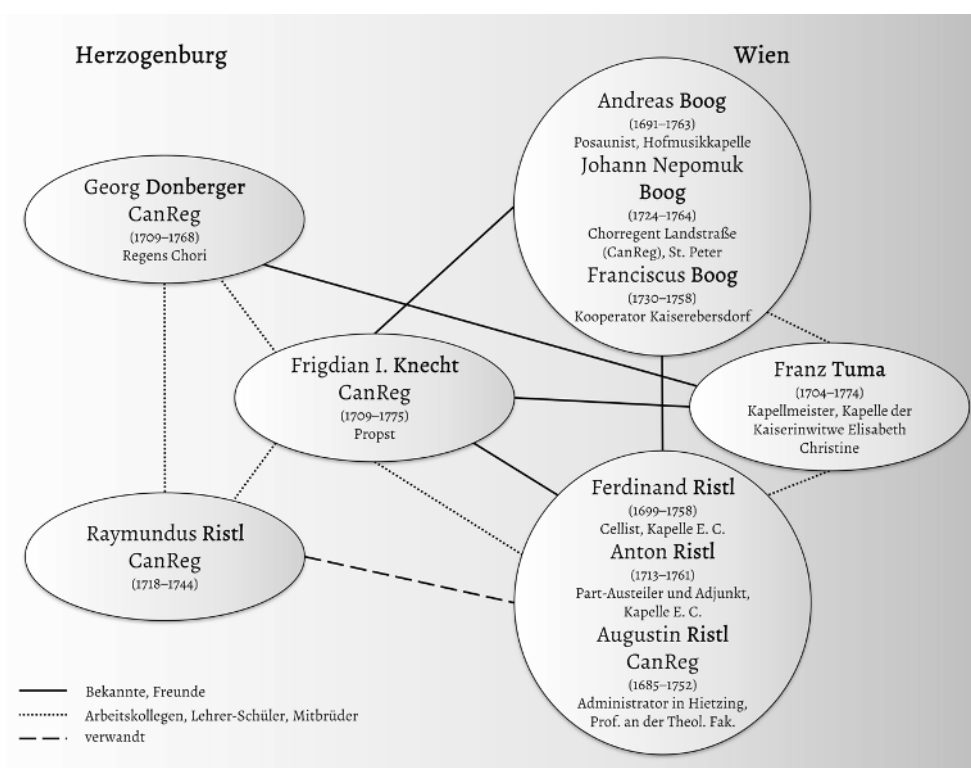 Herzogenburg
Wien
Andreas Boog
(1691–1763)
Posaunist, Hofmusikkapelle
Johann Nepomuk
Boog
(1724–1764)
Chorregent Landstraße
(CanReg), St. Peter
Franciscus Boog
(1730–1758)
Kooperator Kaiserebersdorf
Georg Donberger
CanReg
(1709–1768)
Regens Chori
Frigdian I. Knecht
CanReg
(1709–1775)
Propst
Franz Tuma
(1704–1774)
Kapellmeister, Kapelle der
Kaiserinwitwe Elisabeth
Christine
Raymundus Ristl
CanReg
(1718–1744)
Ferdinand Ristl
(1699–1758)
Cellist, Kapelle E. C.
Anton Ristl
(1713–1761)
Part-Austeiler und Adjunkt,
Kapelle E. C.
Augustin Ristl
CanReg
(1685–1752)
Administrator in Hietzing,
Prof. an der Theol. Fak.
Bekannte, Freunde
Arbeitskollegen, Lehrer-Schüler, Mitbrüder
verwandt